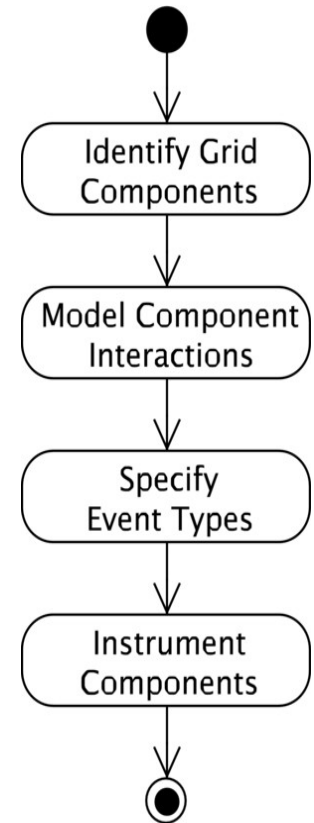 Identify Grid
Components
Model Component
Interactions
Specify
Event Types
Instrument
Components